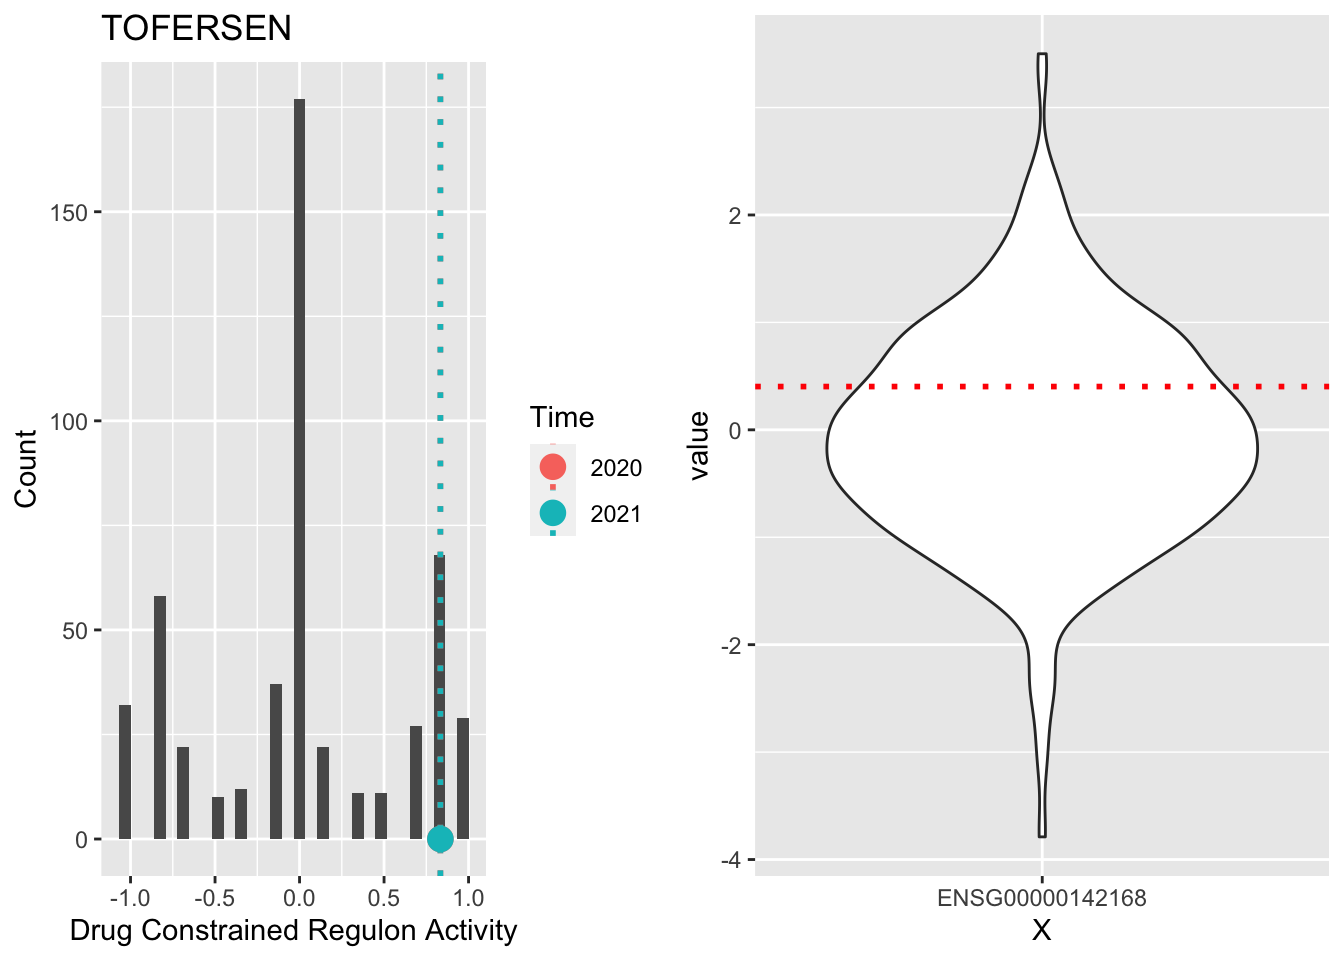 TOFERSEN
Count
150
100
50
0
-1.0 -0.5 0.0 0.5 1.0
Drug Constrained Regulon Activity
Time
2020
2021
value
2
0
-2
-4
ENSG00000142168
X